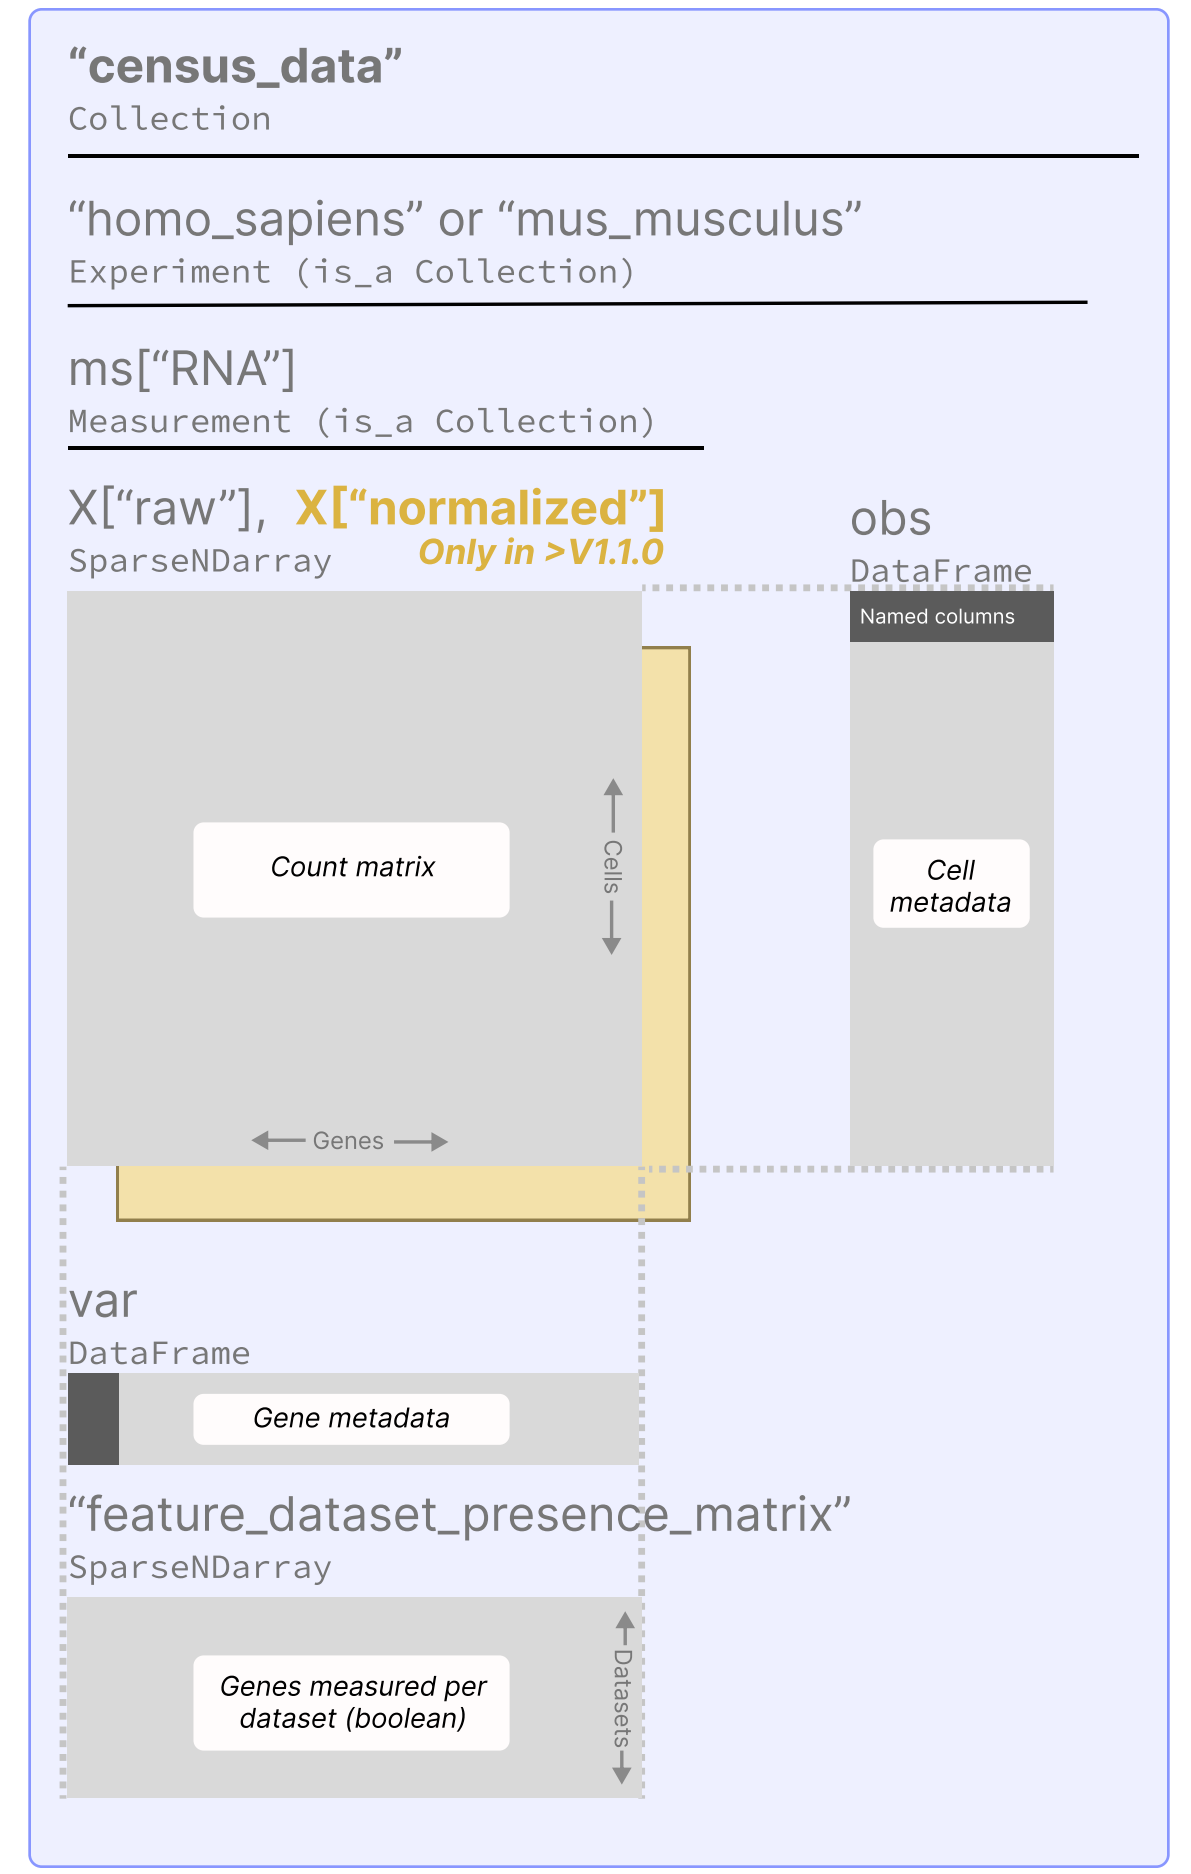 “census_data”
Collection
“homo_sapiens” or “mus_musculus”
Experiment (is_a Collection)
ms[“RNA”]
Measurement (is_a Collection)
X[“raw”], X[“normalized”]
Only in >V1.1.0
SparseNDarray
obs
DataFrame
Named columns
Count matrix
Cells
Cell
metadata
Genes
var
DataFrame
Gene metadata
“feature_dataset_presence_matrix”
SparseNDarray
Genes measured per
dataset (boolean)
Datasets